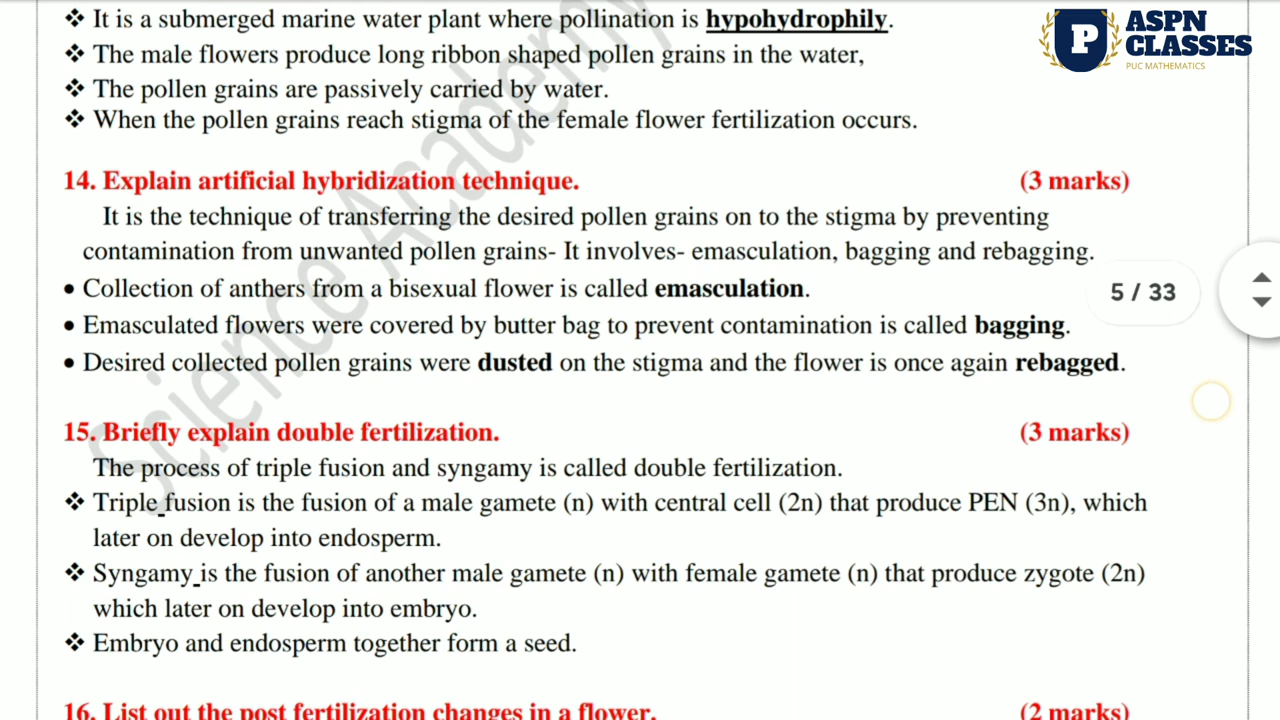 ❖ It is a submerged marine water plant where pollination is hypohydrophily.
❖ The male flowers produce long ribbon shaped pollen grains in the water,
❖ The pollen grains are passively carried by water.
❖ When the pollen grains reach stigma of the female flower fertilization occurs.
P
ASPN
CLASSES
PUC MATHEMATICS
14. Explain artificial hybridization technique. (3 marks)
It is the technique of transferring the desired pollen grains on to the stigma by preventing
contamination from unwanted pollen grains- It involves- emasculation, bagging and rebagging.
• Collection of anthers from a bisexual flower is called emasculation.
5 / 33
• Emasculated flowers were covered by butter bag to prevent contamination is called bagging.
• Desired collected pollen grains were dusted on the stigma and the flower is once again rebagged.
15. Briefly explain double fertilization. (3 marks)
The process of triple fusion and syngamy is called double fertilization.
❖ Triple fusion is the fusion of a male gamete (n) with central cell (2n) that produce PEN (3n), which
later on develop into endosperm.
❖ Syngamy is the fusion of another male gamete (n) with female gamete (n) that produce zygote (2n)
which later on develop into embryo.
❖ Embryo and endosperm together form a seed.
16. List out the post fertilization changes in a flower. (2 marks)
Science Academy